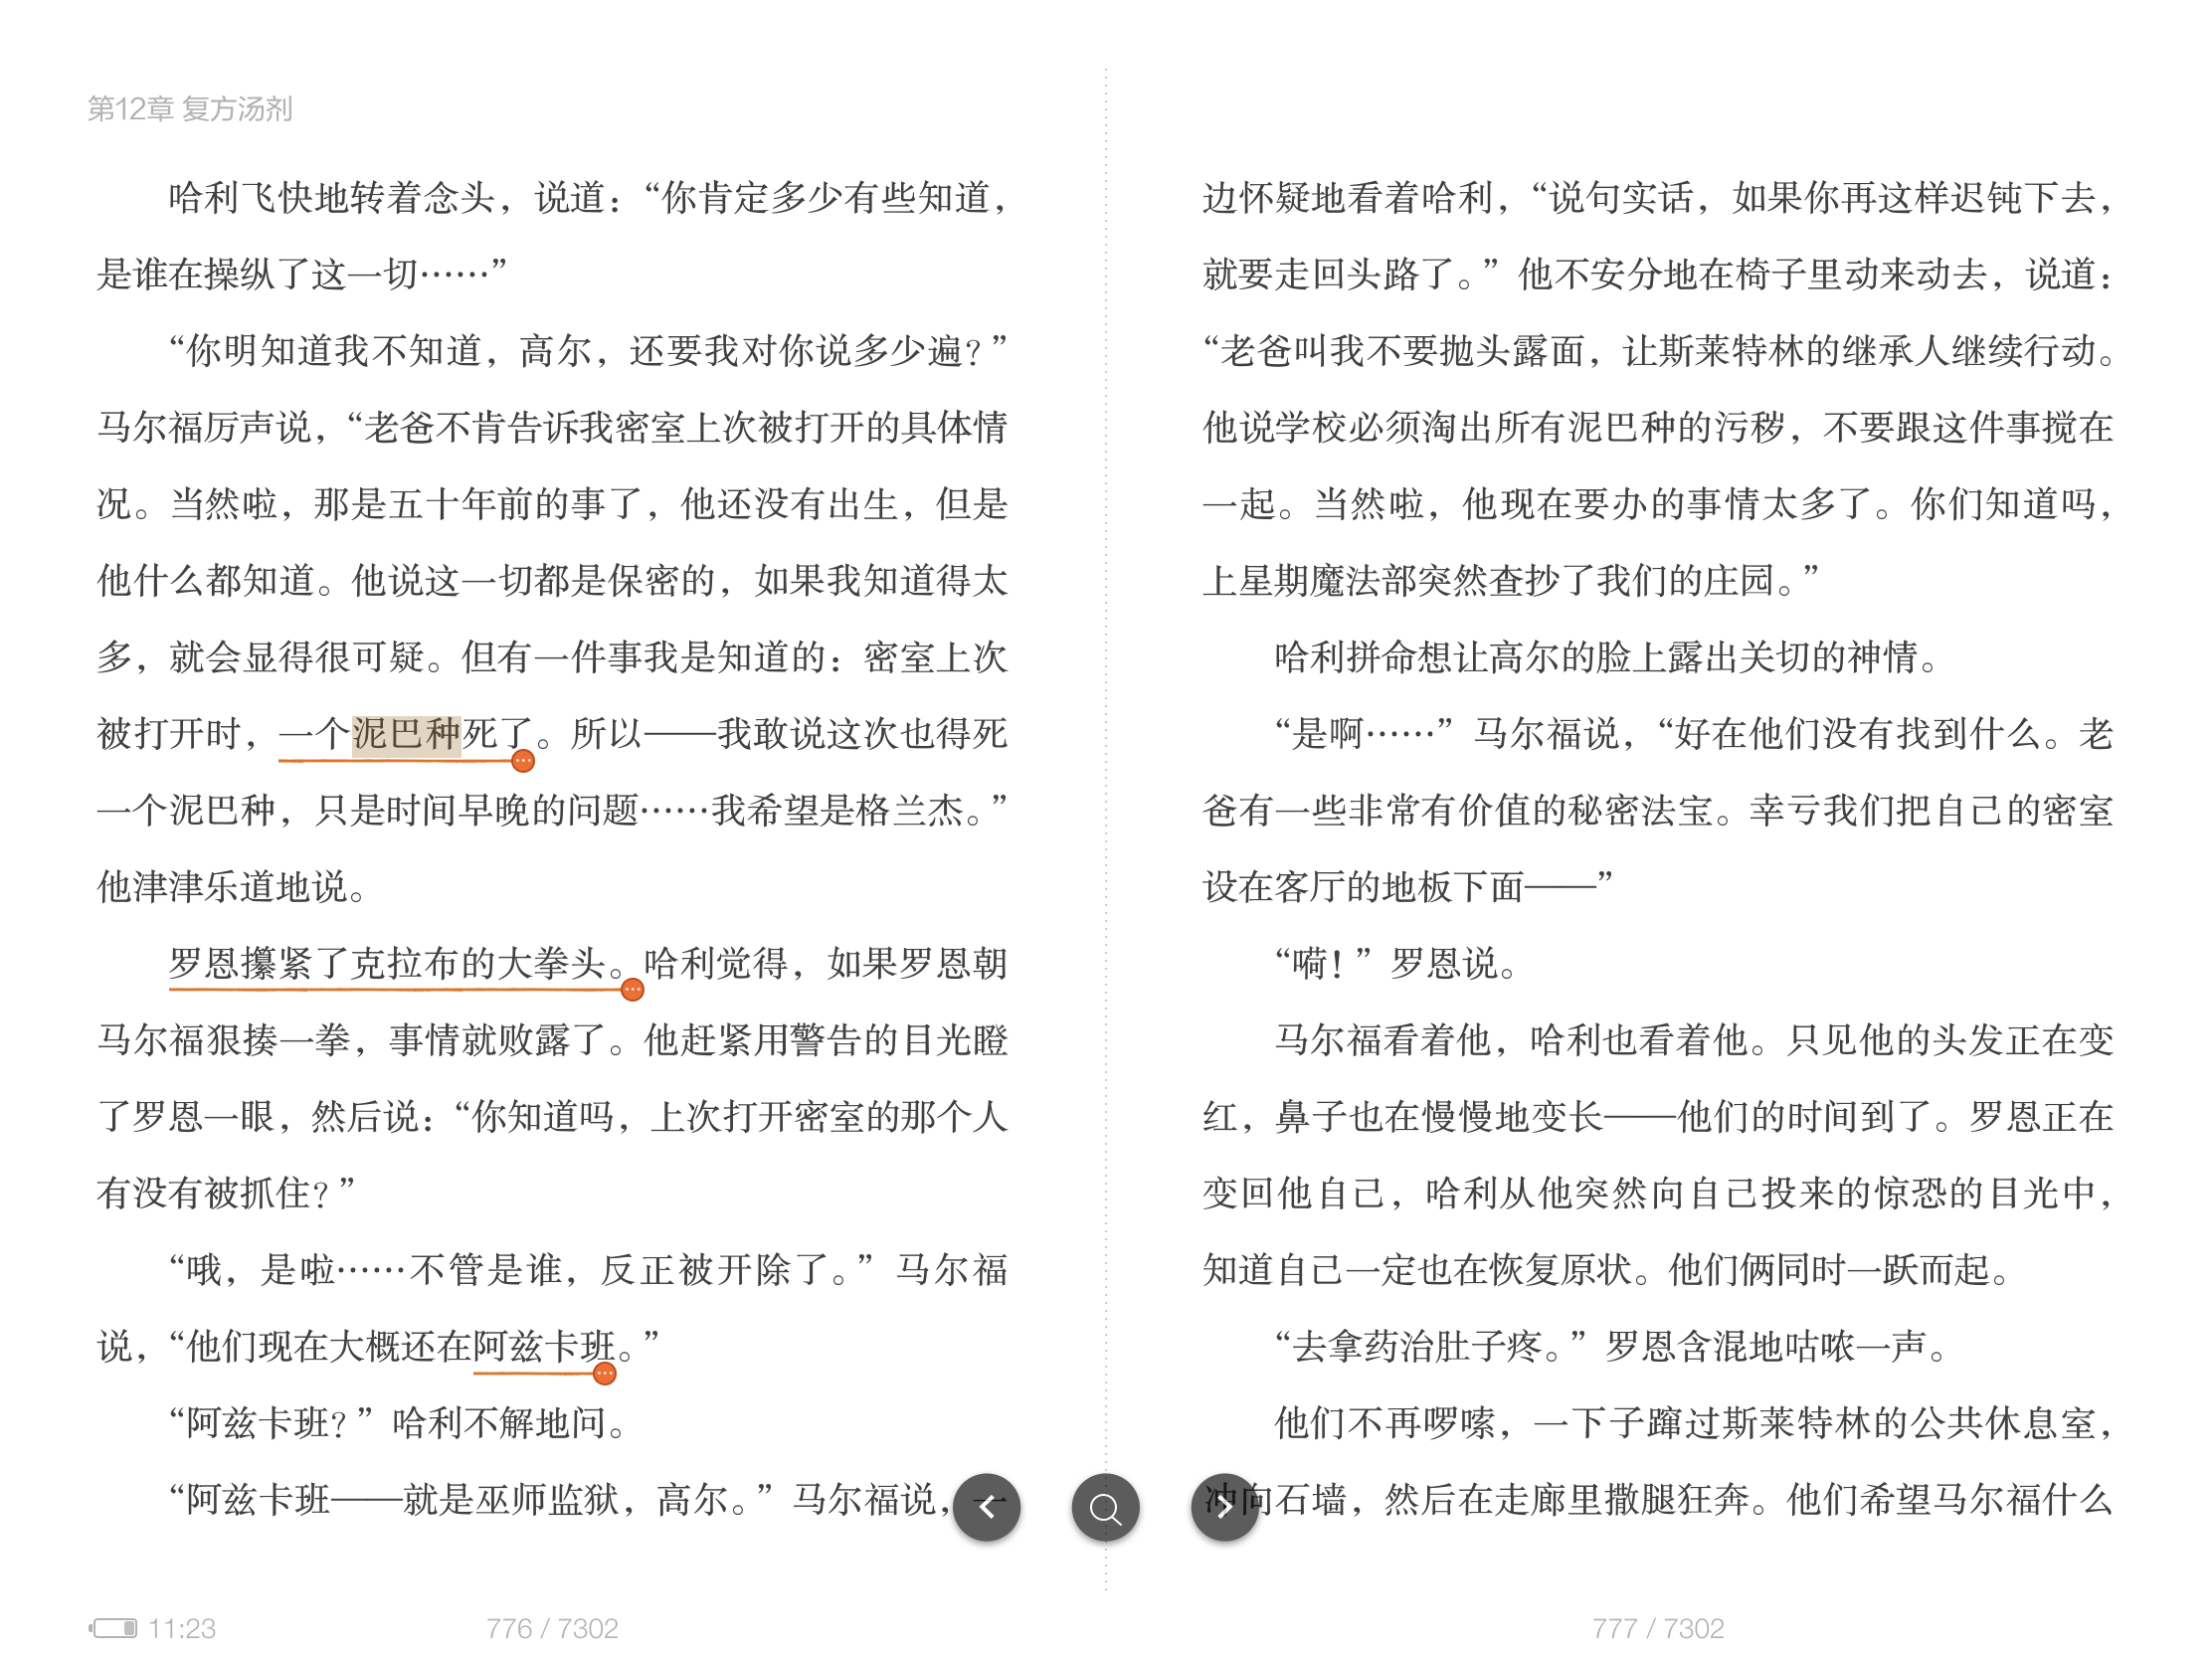 第12章 复方汤剂
哈利飞快地转着念头，说道：“你肯定多少有些知道，
是谁在操纵了这一切……”
“你明知道我不知道，高尔，还要我对你说多少遍？”
马尔福厉声说，“老爸不肯告诉我密室上次被打开的具体情
况。当然啦，那是五十年前的事了，他还没有出生，但是
他什么都知道。他说这一切都是保密的，如果我知道得太
多，就会显得很可疑。但有一件事我是知道的：密室上次
被打开时，一个泥巴种死了。所以——我敢说这次也得死
一个泥巴种，只是时间早晚的问题……我希望是格兰杰。”
他津津乐道地说。
罗恩攥紧了克拉布的大拳头。哈利觉得，如果罗恩朝
马尔福狠揍一拳，事情就败露了。他赶紧用警告的目光瞪
了罗恩一眼，然后说：“你知道吗，上次打开密室的那个人
有没有被抓住？”
“哦，是啦……不管是谁，反正被开除了。”马尔福
说，“他们现在大概还在阿兹卡班。”
“阿兹卡班？”哈利不解地问。
“阿兹卡班——就是巫师监狱，高尔。”马尔福说，一
边怀疑地看着哈利，“说句实话，如果你再这样迟钝下去，
就要走回头路了。”他不安分地在椅子里动来动去，说道：
“老爸叫我不要抛头露面，让斯莱特林的继承人继续行动。
他说学校必须淘出所有泥巴种的污秽，不要跟这件事搅在
一起。当然啦，他现在要办的事情太多了。你们知道吗，
上星期魔法部突然查抄了我们的庄园。”
哈利拼命想让高尔的脸上露出关切的神情。
“是啊……”马尔福说，“好在他们没有找到什么。老
爸有一些非常有价值的秘密法宝。幸亏我们把自己的密室
设在客厅的地板下面——”
“嗬！”罗恩说。
马尔福看着他，哈利也看着他。只见他的头发正在变
红，鼻子也在慢慢地变长——他们的时间到了。罗恩正在
变回他自己，哈利从他突然向自己投来的惊恐的目光中，
知道自己一定也在恢复原状。他们俩同时一跃而起。
“去拿药治肚子疼。”罗恩含混地咕哝一声。
他们不再啰嗦，一下子蹿过斯莱特林的公共休息室，
冲向石墙，然后在走廊里撒腿狂奔。他们希望马尔福什么
11:23
776 / 7302
777 / 7302